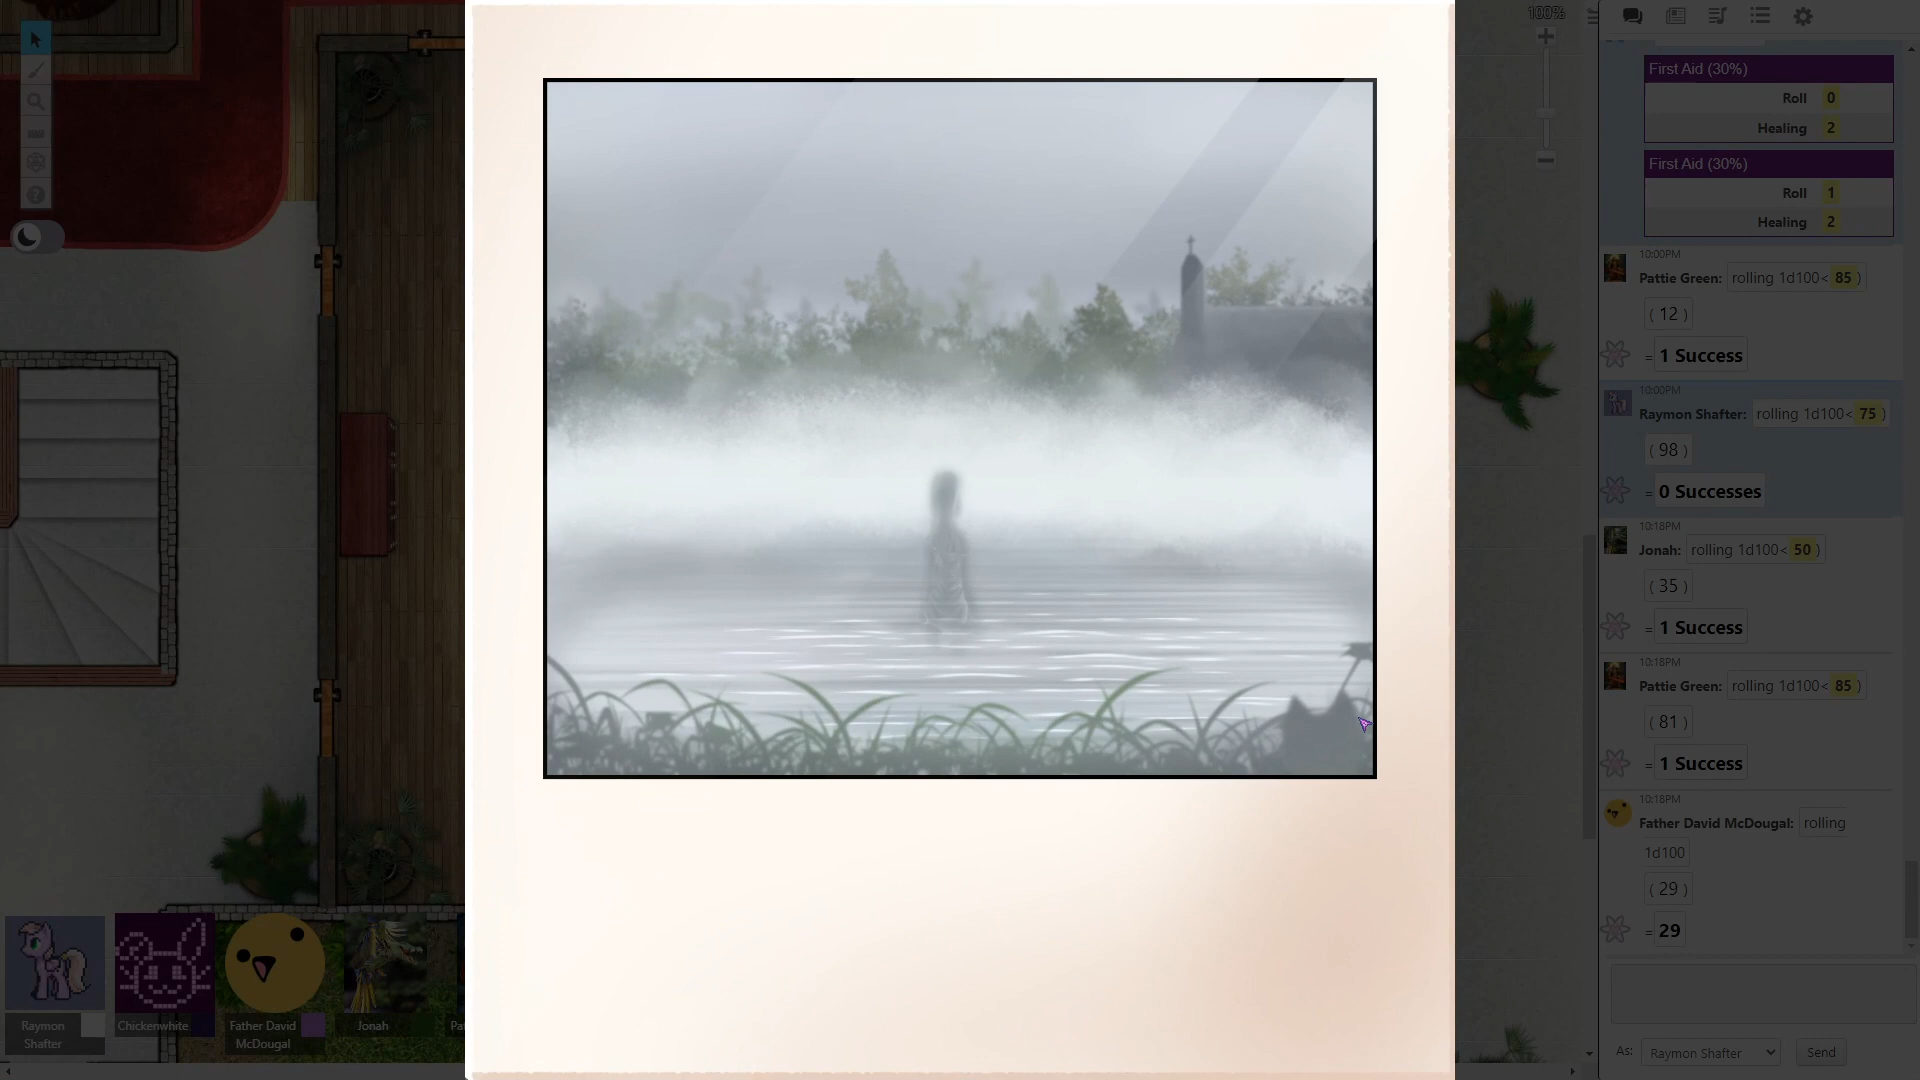 100%
First Aid (30%)
Roll 0
Healing 2
First Aid (30%)
Roll 1
Healing 2
10:00PM
Pattie Green: rolling 1d100< 85 )
( 12 )
= 1 Success
10:00PM
Raymon Shafter: rolling 1d100< 75 )
( 98 )
= 0 Successes
10:18PM
Jonah: rolling 1d100< 50 )
( 35 )
= 1 Success
10:18PM
Pattie Green: rolling 1d100< 85 )
( 81 )
= 1 Success
10:18PM
Father David McDougal: rolling
1d100
( 29 )
= 29
Raymon
Shafter
Chickenwhite
Father David
McDougal
Jonah
Pa
As: Raymon Shafter Send